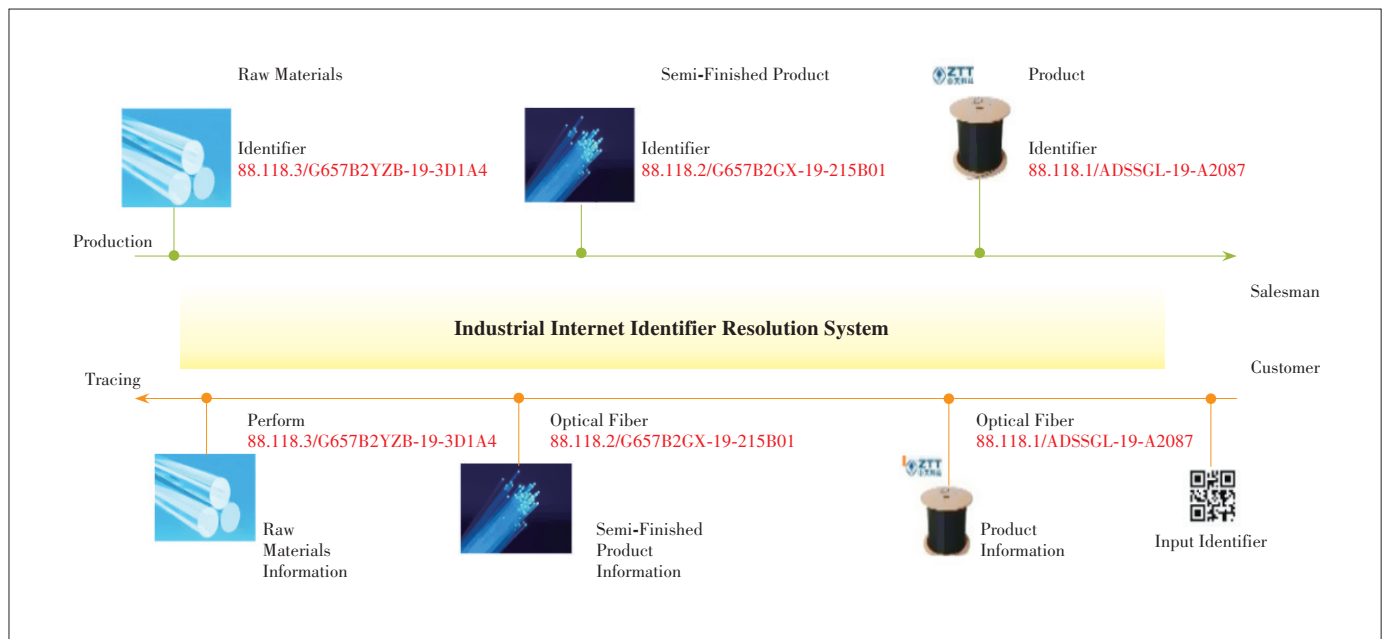 Raw Materials
Semi-Finished Product
ZTT
Product
Identifier
88.118.3/G657B2YZB-19-3D1A4
Identifier
88.118.2/G657B2GX-19-215B01
Identifier
88.118.1/ADSSGL-19-A2087
Production
Salesman
Industrial Internet Identifier Resolution System
Customer
Tracing
Perform
88.118.3/G657B2YZB-19-3D1A4
Optical Fiber
88.118.2/G657B2GX-19-215B01
Optical Fiber
88.118.1/ADSSGL-19-A2087
ZTT
Raw
Materials
Information
Semi-Finished
Product
Information
Product
Information
Input Identifier